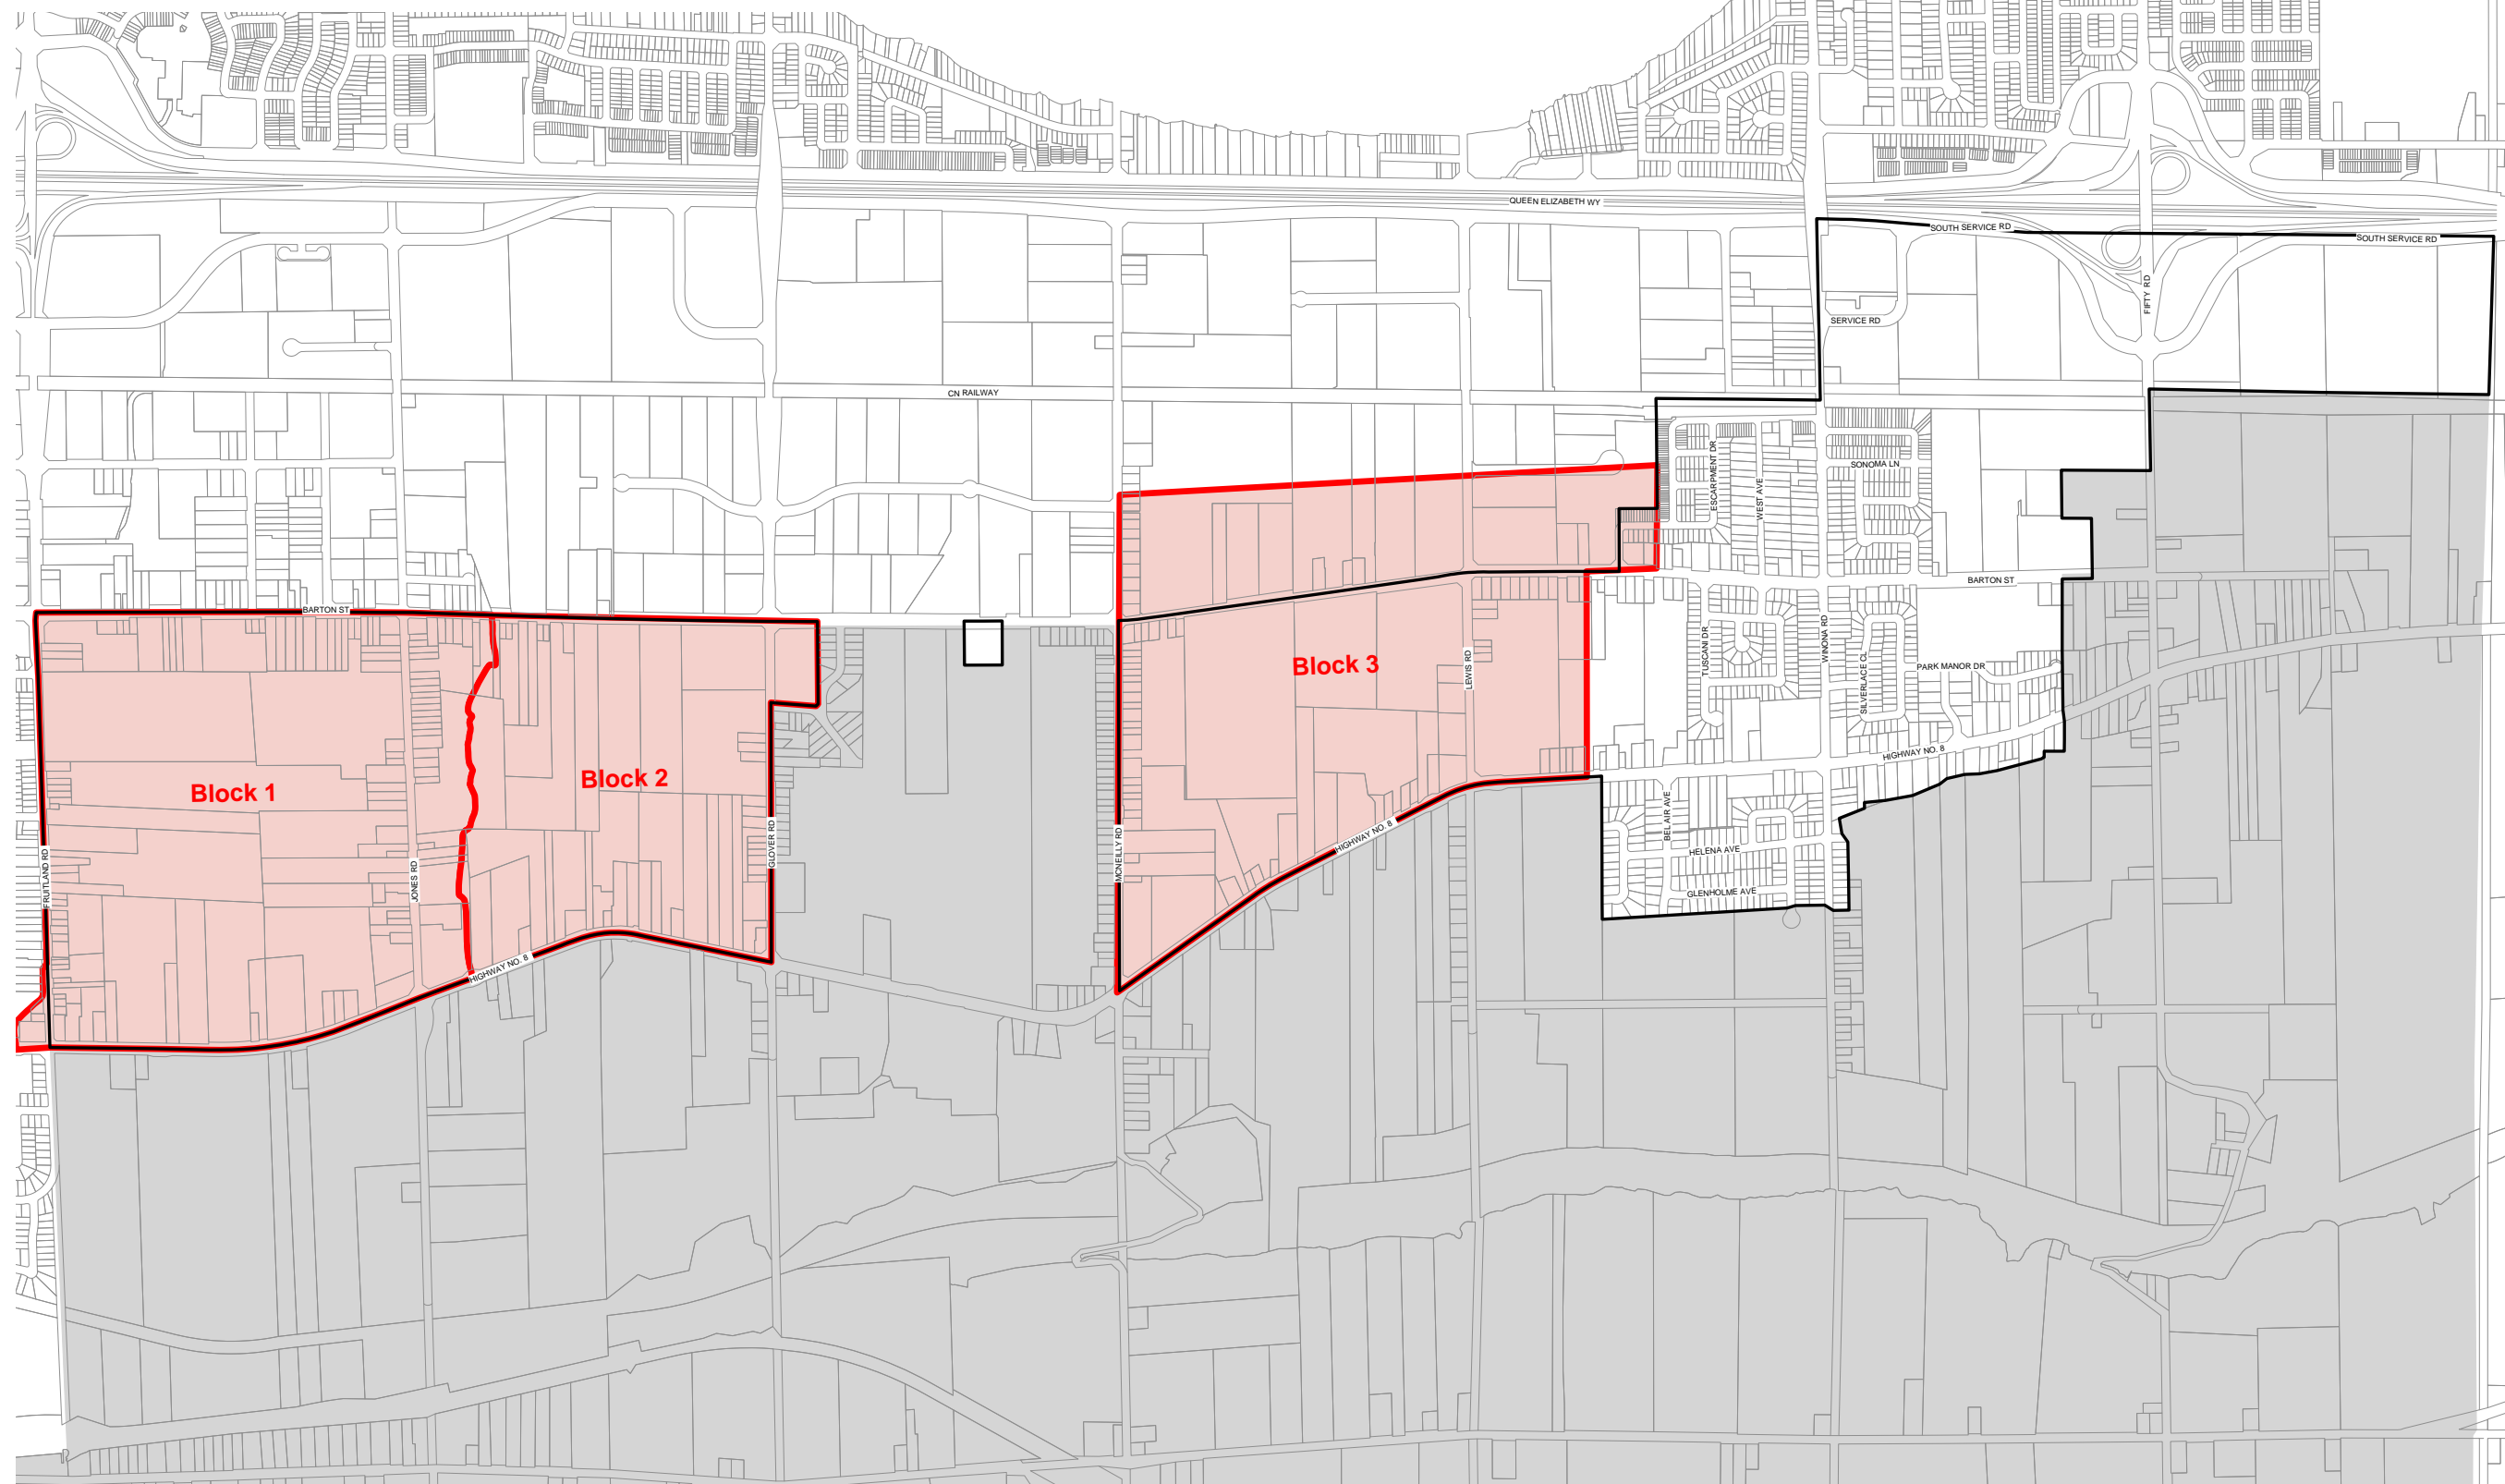 QUEEN ELIZABETH WY
SOUTH SERVICE RD
SOUTH SERVICE RD
FIFTY RD
SERVICE RD
CN RAILWAY
ESCARPMENT DR
WEST AVE
SONOMA LN
BARTON ST
BARTON ST
TUSCANI DR
WINONA RD
SILVERLACE CL
PARK MANOR DR
LEWIS RD
Block 3
HIGHWAY NO. 8
Block 1
Block 2
FRUITLAND RD
JONES RD
GLOVER RD
MCNEILLY RD
HIGHWAY NO. 8
BEL AIR AVE
HELENA AVE
GLENHOLME AVE
HIGHWAY NO. 8